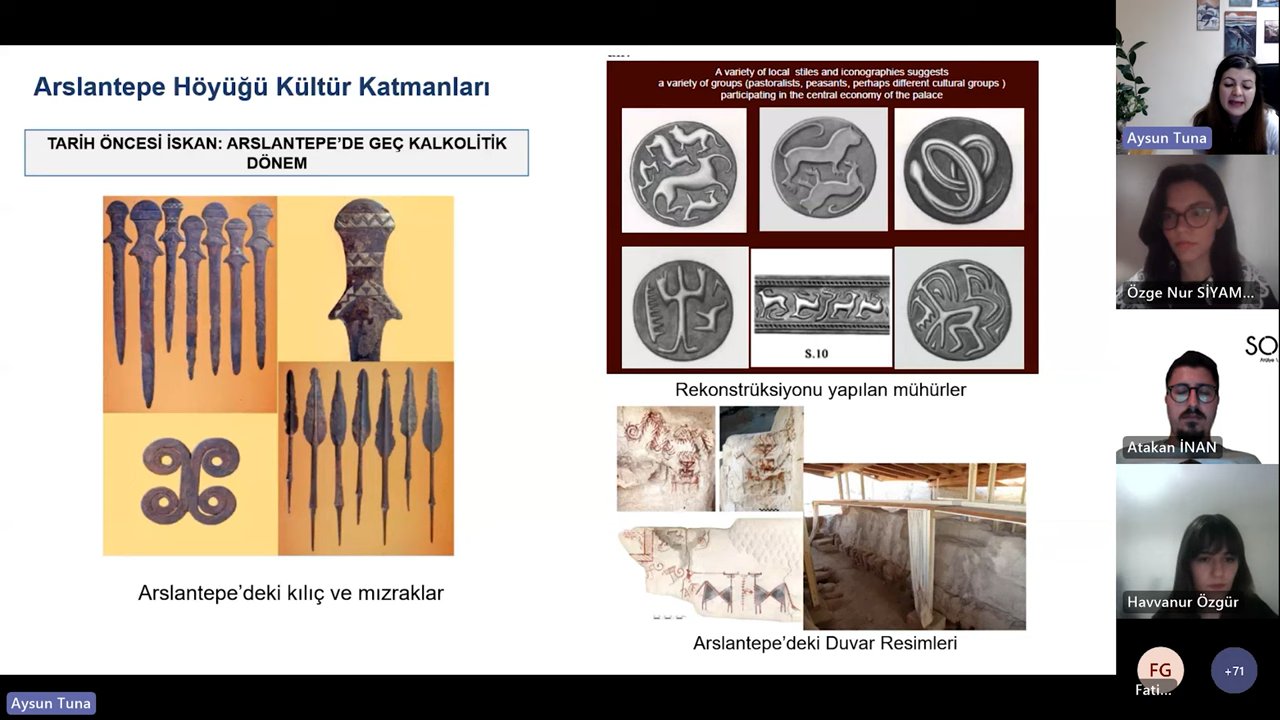 Arslantepe Höyüğü Kültür Katmanları
TARİH ÖNCESİ İSKAN: ARSLANTEPE'DE GEÇ KALKOLİTİK
DÖNEM
Arslantepe'deki kılıç ve mızraklar
A variety of local stiles and iconographies suggests
a variety of groups (pastoralists, peasants, perhaps different cultural groups )
participating in the central economy of the palace
S.10
Rekonstrüksiyonu yapılan mühürler
Arslantepe'deki Duvar Resimleri
Aysun Tuna
Özge Nur SİYAM...
SO
Atakan İNAN
Havvanur Özgür
FG
Fati...
+71
Aysun Tuna